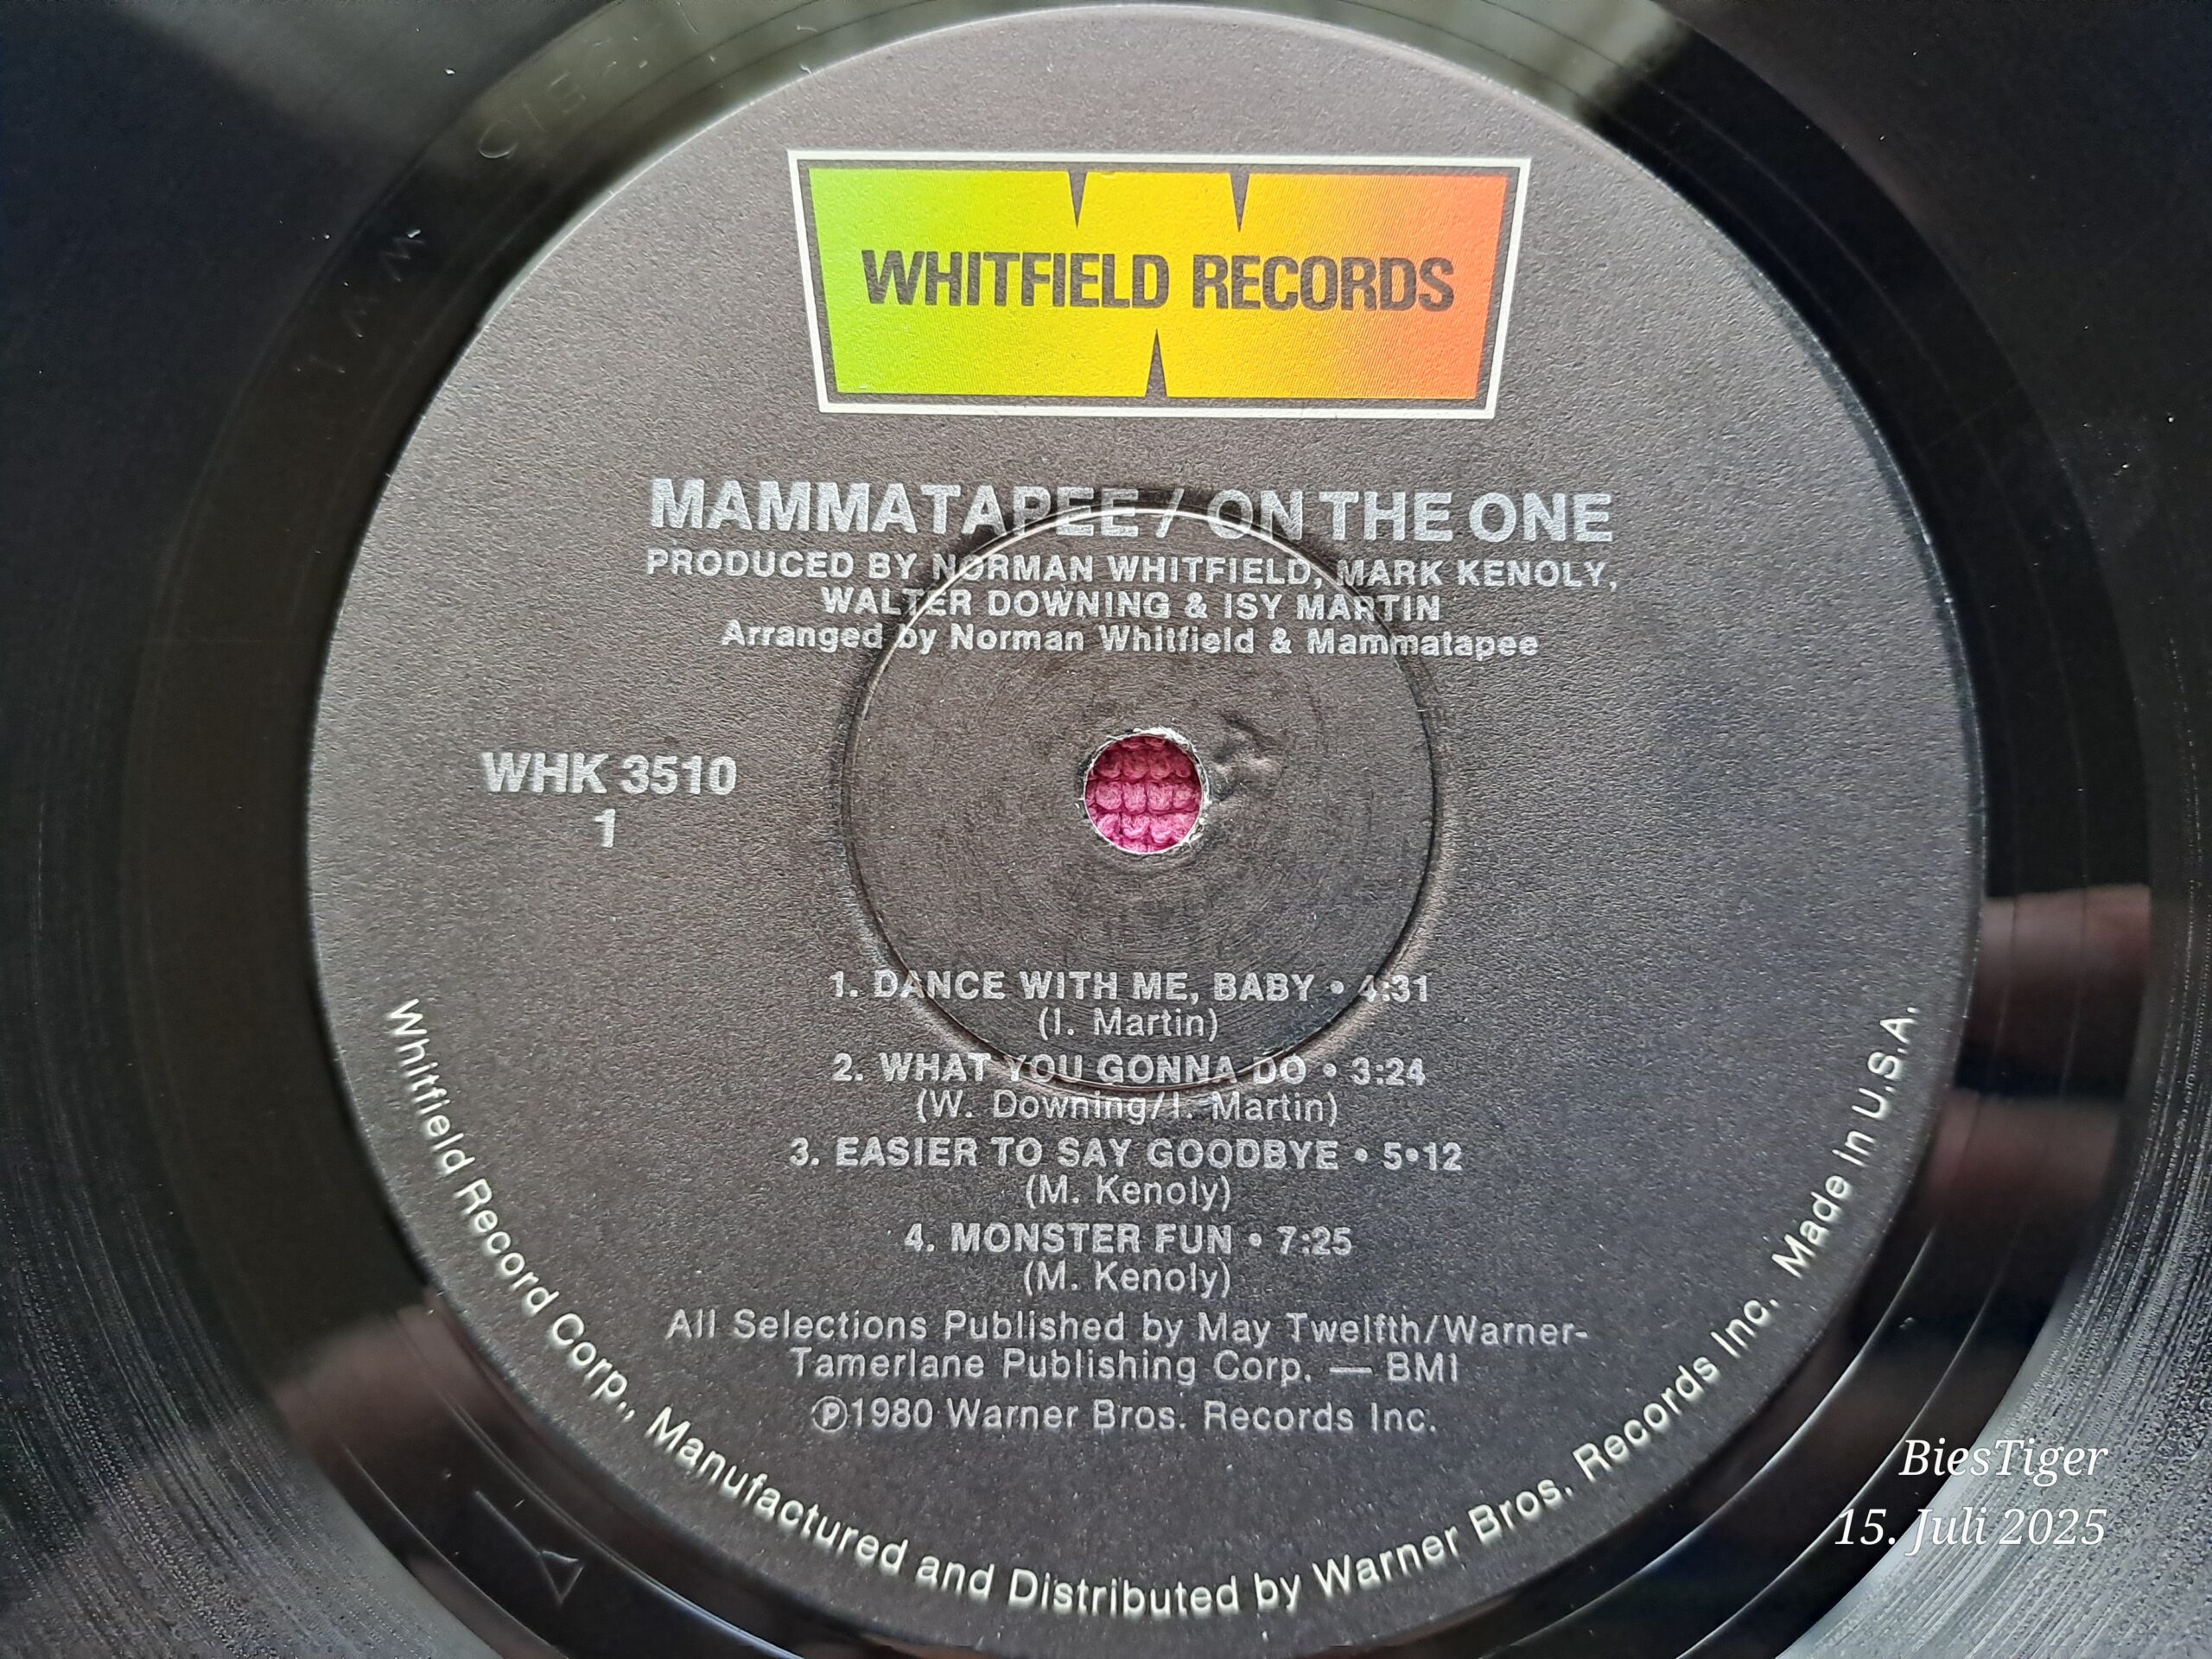 WHITFIELD RECORDS
MAMMATAPEE / ON THE ONE
PRODUCED BY NORMAN WHITFIELD, MARK KENOLY,
WALTER DOWNING & ISY MARTIN
Arranged by Norman Whitfield & Mammatapee
WHK 3510
1
1. DANCE WITH ME, BABY • 4:31
(I. Martin)
2. WHAT YOU GONNA DO • 3:24
(W. Downing/I. Martin)
3. EASIER TO SAY GOODBYE • 5•12
(M. Kenoly)
4. MONSTER FUN • 7:25
(M. Kenoly)
All Selections Published by May Twelfth/Warner-
Tamerlane Publishing Corp. — BMI
Ⓟ1980 Warner Bros. Records Inc.
Whitfield Record Corp., Manufactured and Distributed by Warner Bros. Records Inc. Made in U.S.A.
BiesTiger
15. Juli 2025